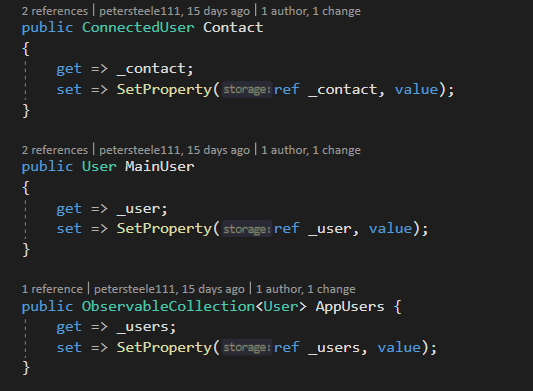 2 references | petersteele111, 15 days ago | 1 author, 1 change
public ConnectedUser Contact
{
get => _contact;
set => SetProperty(storage:ref _contact, value);
}
2 references | petersteele111, 15 days ago | 1 author, 1 change
public User MainUser
{
get => _user;
set => SetProperty(storage:ref _user, value);
}
1 reference | petersteele111, 15 days ago | 1 author, 1 change
public ObservableCollection<User> AppUsers {
get => _users;
set => SetProperty(storage:ref _users, value);
}